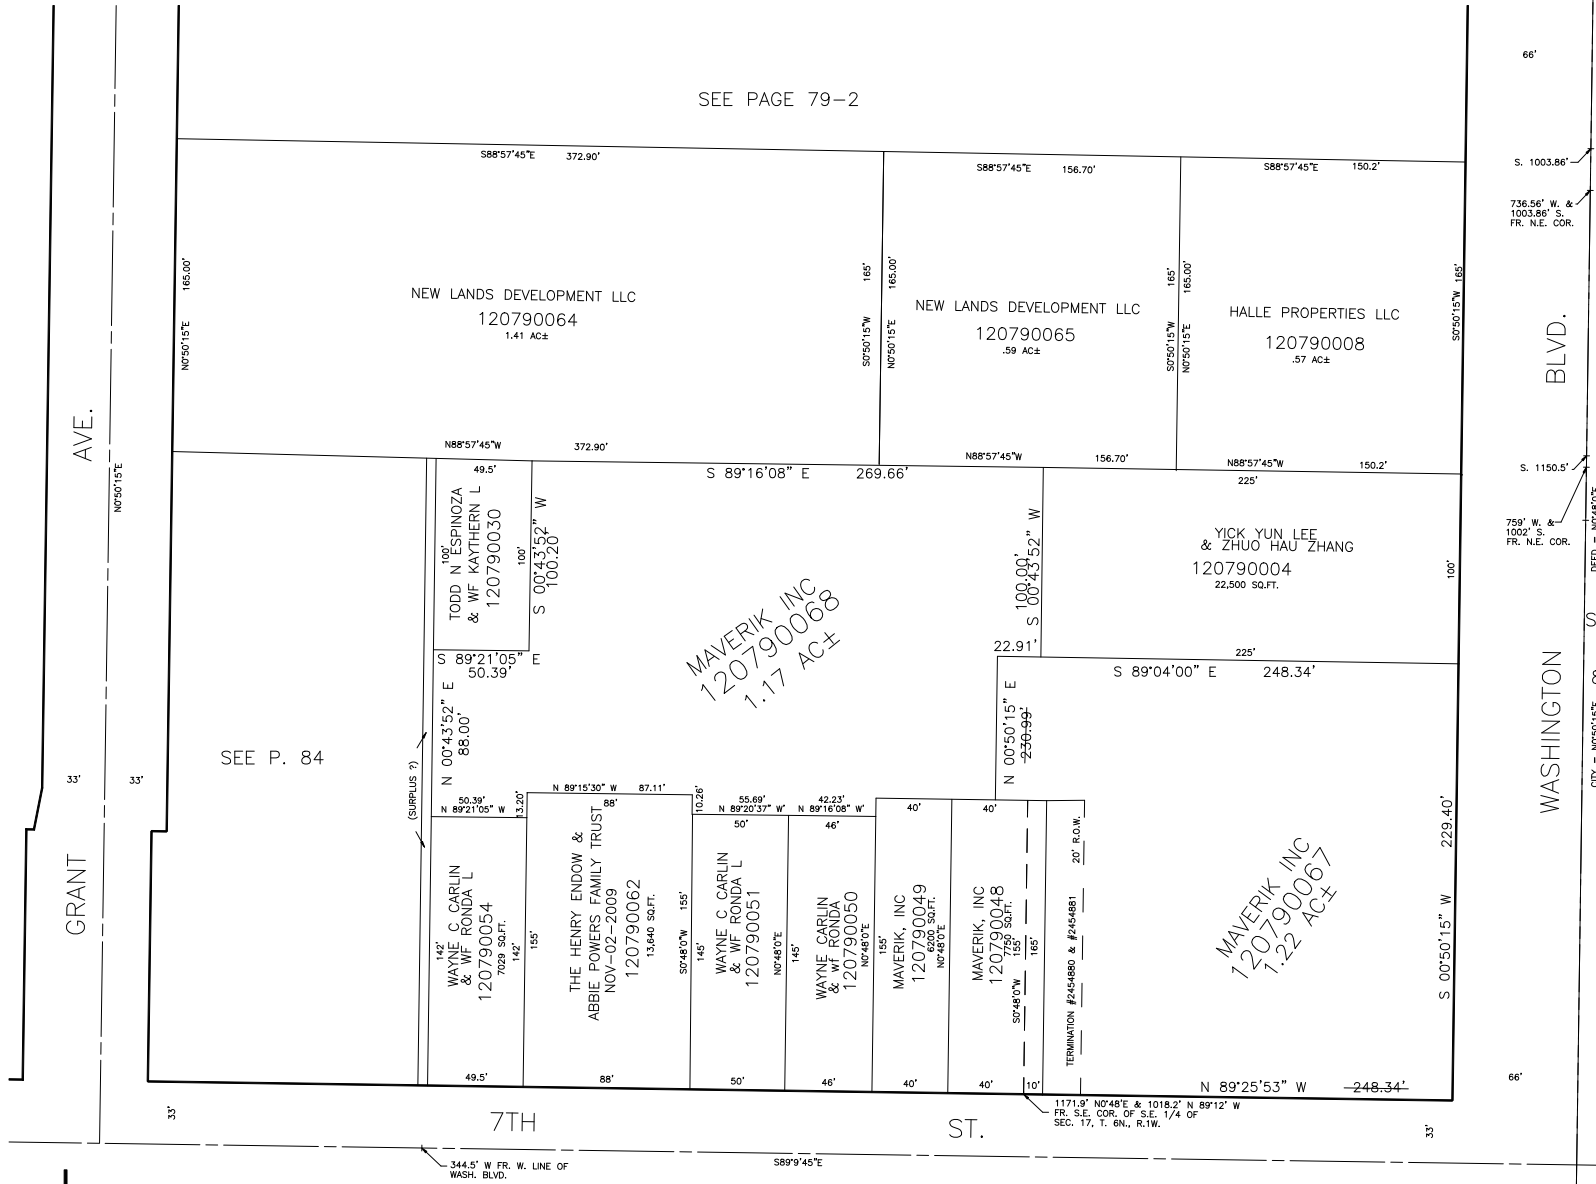 66'
SEE PAGE 79-2
S88°57'45"E 372.90'
S88°57'45"E 156.70'
S88°57'45"E 150.2'
S. 1003.86'
736.56' W. &
1003.86' S.
FR. N.E. COR.
N0°50'15"E 165.00'
NEW LANDS DEVELOPMENT LLC
120790064
1.41 AC±
S0°50'15"W 165'
N0°50'15"E 165.00'
NEW LANDS DEVELOPMENT LLC
120790065
.59 AC±
S0°50'15"W 165'
N0°50'15"E 165.00'
HALLE PROPERTIES LLC
120790008
.57 AC±
S0°50'15"W 165'
N88°57'45"W 372.90'
N88°57'45"W 156.70'
N88°57'45"W 150.2'
S. 1150.5'
759' W. &
1002' S.
FR. N.E. COR.
GRANT AVE.
N0°50'15"E
33'
33'
SEE P. 84
(SURPLUS ?)
49.5'
100'
TODD N ESPINOZA
& WF KAYTHERN L
120790030
100'
S 00°43'52" W
100.20'
S 89°16'08" E 269.66'
MAVERIK INC
120790068
1.17 AC±
100.00'
S 00°43'52" W
225'
YICK YUN LEE
& ZHUO HAU ZHANG
120790004
22,500 SQ.FT.
100'
225'
22.91'
S 89°04'00" E 248.34'
S 89°21'05" E
50.39'
N 00°43'52" E
88.00'
N 00°50'15" E
230.99'
50.39'
N 89°21'05" W
13.20'
N 89°15'30" W 87.11'
88'
10.26'
55.69'
N 89°20'37" W
50'
42.23'
N 89°16'08" W
46'
40'
40'
142'
WAYNE C CARLIN
& WF RONDA L
120790054
7029 SQ.FT.
142'
155'
THE HENRY ENDOW &
ABBIE POWERS FAMILY TRUST
NOV-02-2009
120790062
13,640 SQ.FT.
S0°48'0"W 155'
145'
WAYNE C CARLIN
& WF RONDA L
120790051
N0°48'0"E
145'
WAYNE CARLIN
& wf RONDA
120790050
N0°48'0"E
155'
MAVERIK, INC
120790049
6200 SQ.FT.
N0°48'0"E
MAVERIK, INC
120790048
7750 SQ.FT.
S0°48'0"W 155'
165'
TERMINATION #2454880 & #2454881
20' R.O.W.
MAVERIK INC
120790067
1.22 AC±
S 00°50'15" W 229.40'
49.5'
88'
50'
46'
40'
40'
10'
N 89°25'53" W 248.34'
1171.9' N0°48'E & 1018.2' N 89°12' W
FR. S.E. COR. OF S.E. 1/4 OF
SEC. 17, T. 6N., R.1W.
WASHINGTON BLVD.
DEED - N0°48'0"E
CITY - N0°50'15"E CO.
S
66'
33'
7TH ST.
33'
S89°9'45"E
344.5' W FR. W. LINE OF
WASH. BLVD.